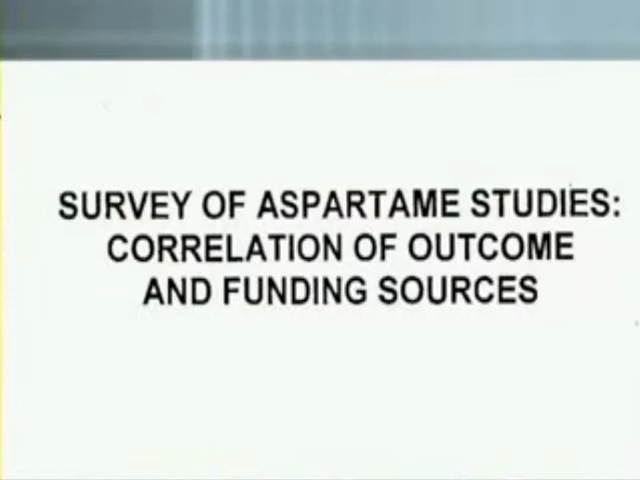 SURVEY OF ASPARTAME STUDIES:
CORRELATION OF OUTCOME
AND FUNDING SOURCES